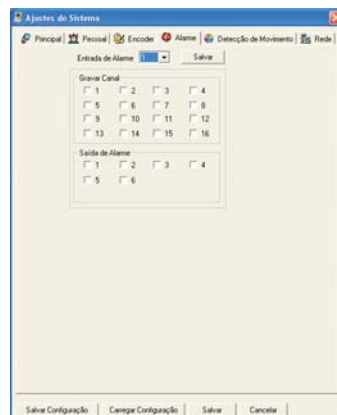 Ajustes do Sistema
Principal Pessoal Encoder Alarme Detecção de Movimento Rede
Entrada de Alarme 1 Salvar
Gravar Canal
1 2 3 4
5 6 7 8
9 10 11 12
13 14 15 16
Saída de Alarme
1 2 3 4
5 6
Salvar Configuração Carregar Configuração Salvar Cancelar